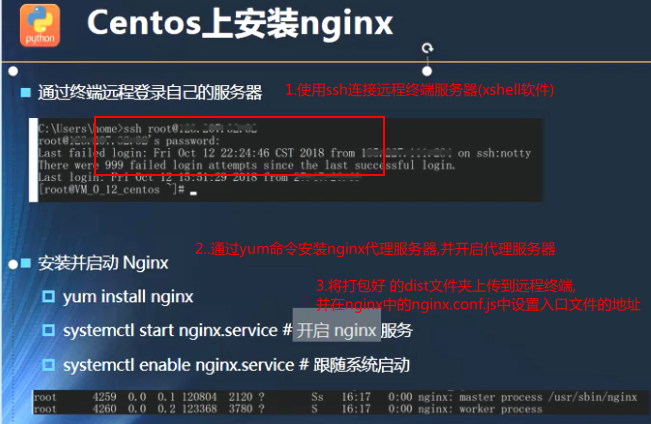 python
Centos上安装nginx
通过终端远程登录自己的服务器
1.使用ssh连接远程终端服务器(xshell软件)
C:\Users\home>ssh root@
root@ 's password:
Last failed login: Fri Oct 12 22:24:46 CST 2018 from on ssh:notty
There were 999 failed login attempts since the last successful login.
Last login: Fri Oct 12 15:51:29 2018 from
[root@VM_0_12_centos ~]#
2..通过yum命令安装nginx代理服务器,并开启代理服务器
安装并启动 Nginx
3.将打包好 的dist文件夹上传到远程终端,
并在nginx中的nginx.conf.js中设置入口文件的地址
yum install nginx
systemctl start nginx.service # 开启 nginx 服务
systemctl enable nginx.service # 跟随系统启动
root 4259 0.0 0.1 120804 2120 ? Ss 16:17 0:00 nginx: master process /usr/sbin/nginx
root 4260 0.0 0.2 123368 3780 ? S 16:17 0:00 nginx: worker process